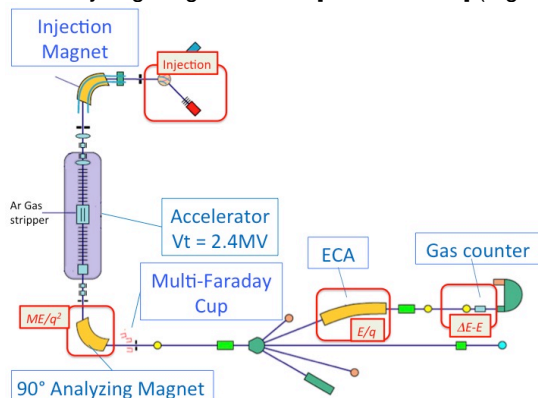 Injection
Magnet
Injection
Ar Gas
stripper
Accelerator
Vt = 2.4MV
ECA
Gas counter
Multi-Faraday
Cup
ME/q²
E/q
ΔE-E
90° Analyzing Magnet